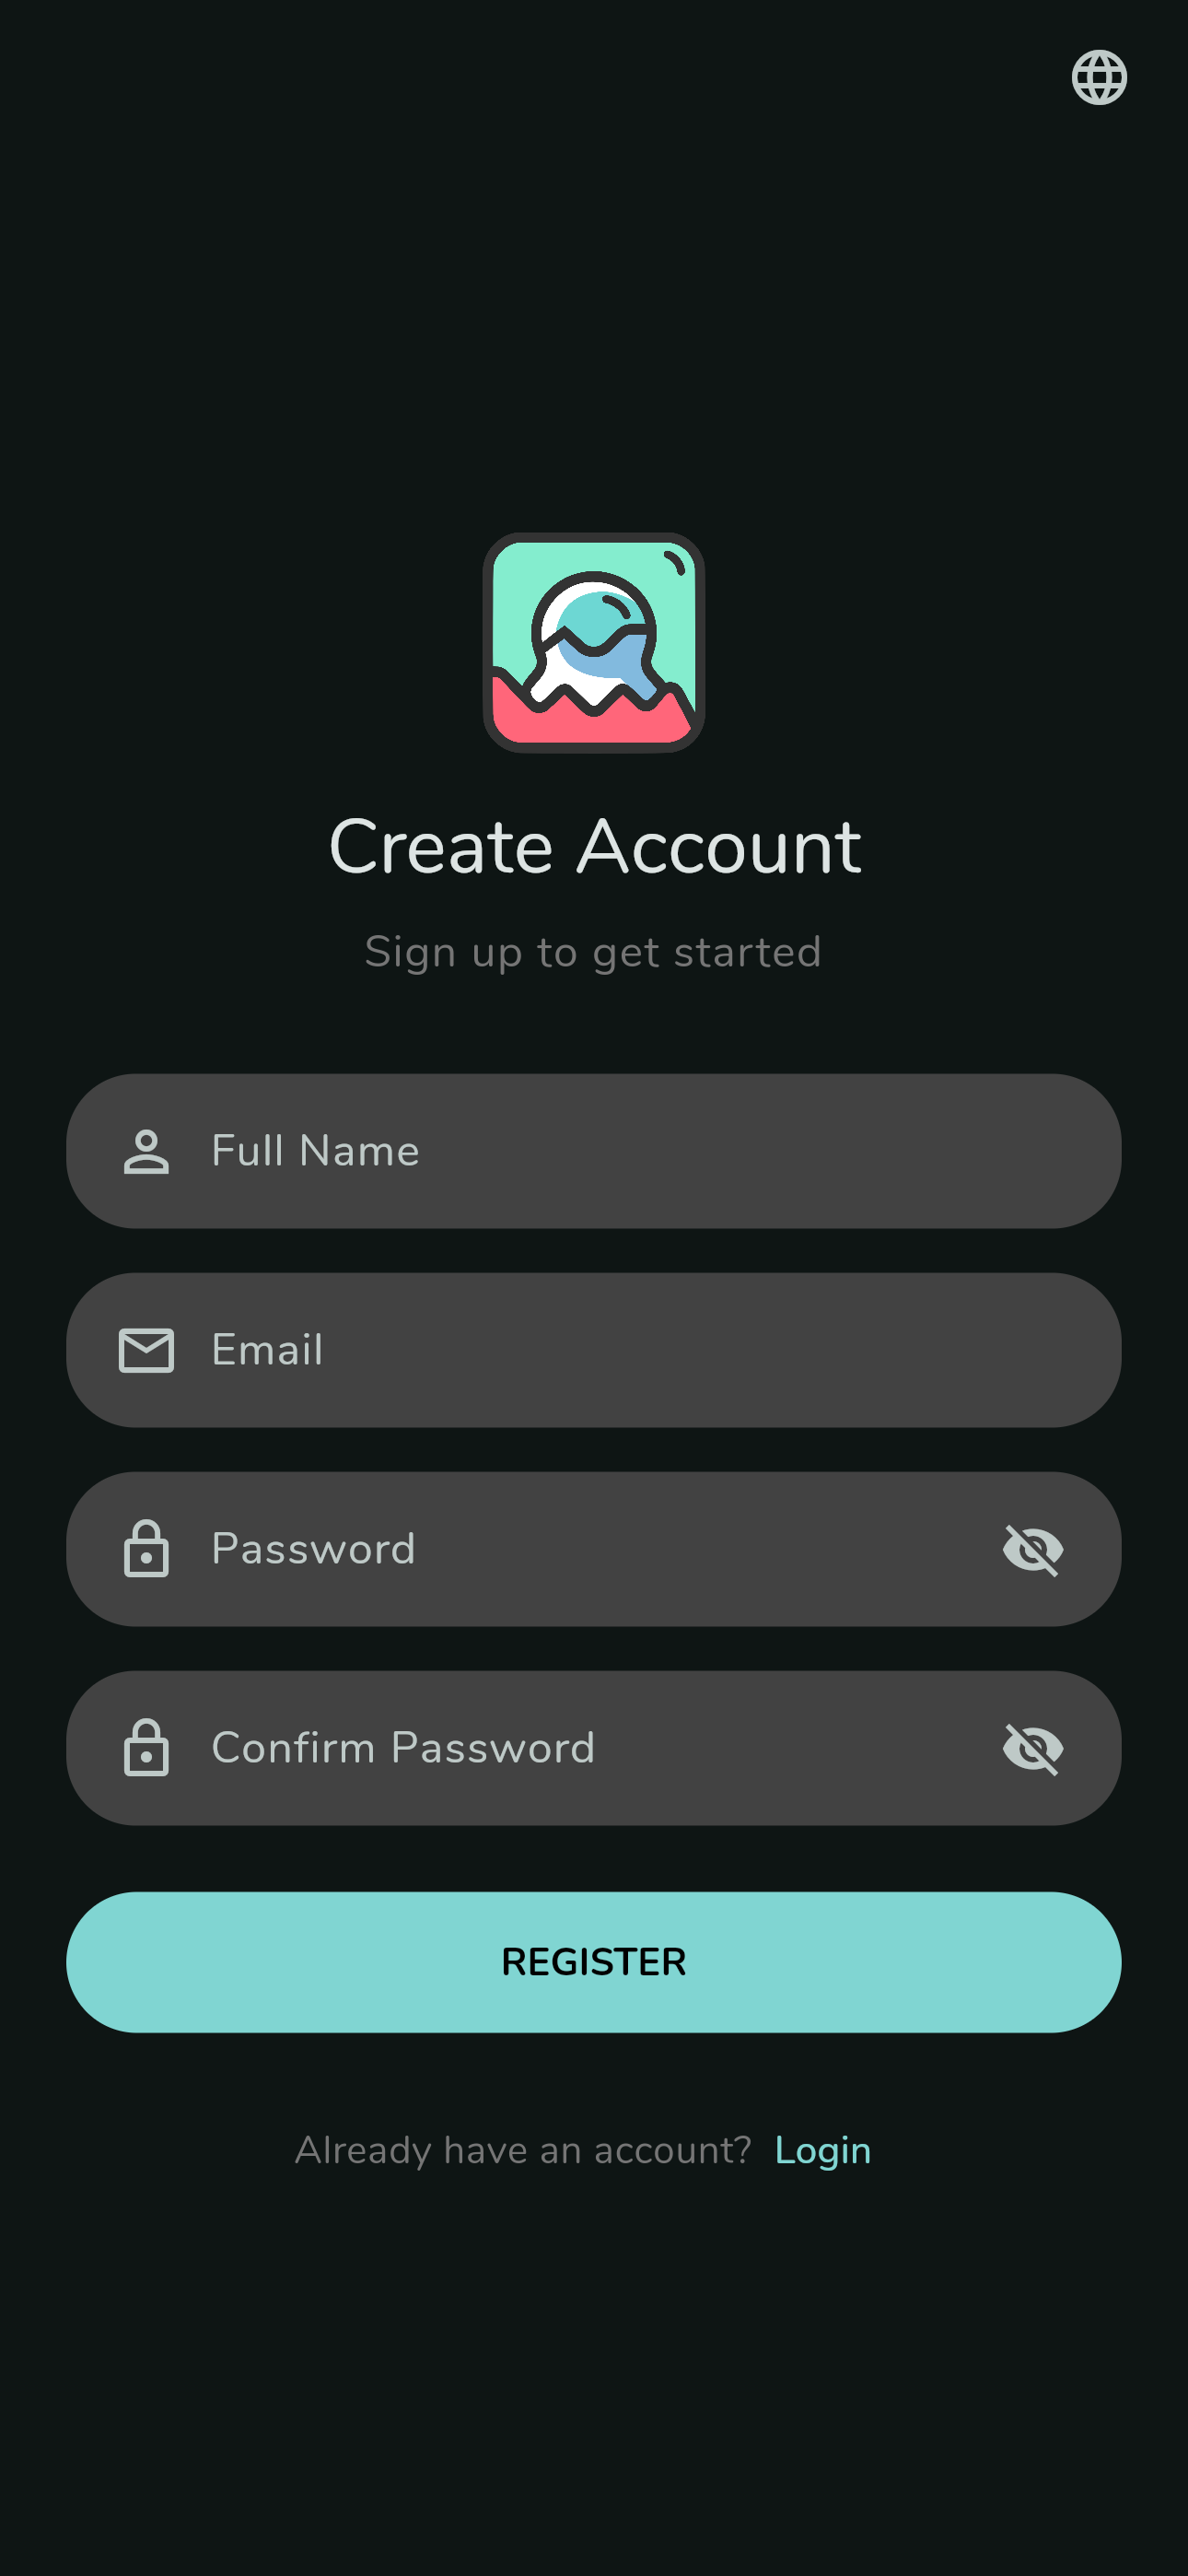 Create Account
Sign up to get started
Full Name
Email
Password
Confirm Password
REGISTER
Already have an account? Login